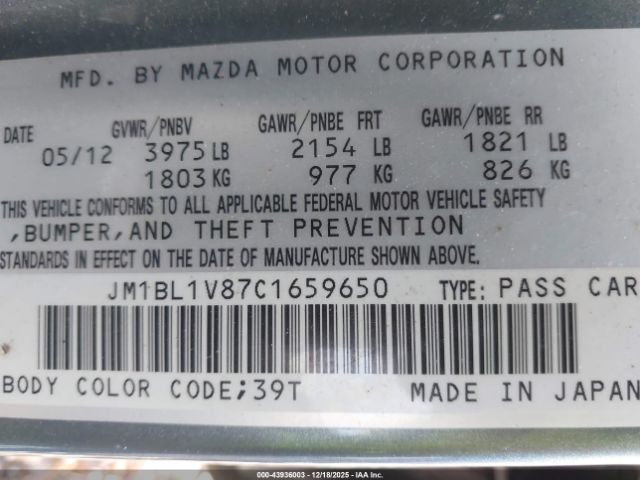 MFD. BY MAZDA MOTOR CORPORATION
DATE GVWR/PNBV GAWR/PNBE FRT GAWR/PNBE RR
05/12 3975 LB 2154 LB 1821 LB
1803 KG 977 KG 826 KG
THIS VEHICLE CONFORMS TO ALL APPLICABLE FEDERAL MOTOR VEHICLE SAFETY
,BUMPER,AND THEFT PREVENTION
STANDARDS IN EFFECT ON THE DATE OF MANUFACTURE SHOWN ABOVE.
JM1BL1V87C1659650 TYPE: PASS CAR
BODY COLOR CODE;39T MADE IN JAPAN
000-43936003 - 12/18/2025 - IAA Corp.